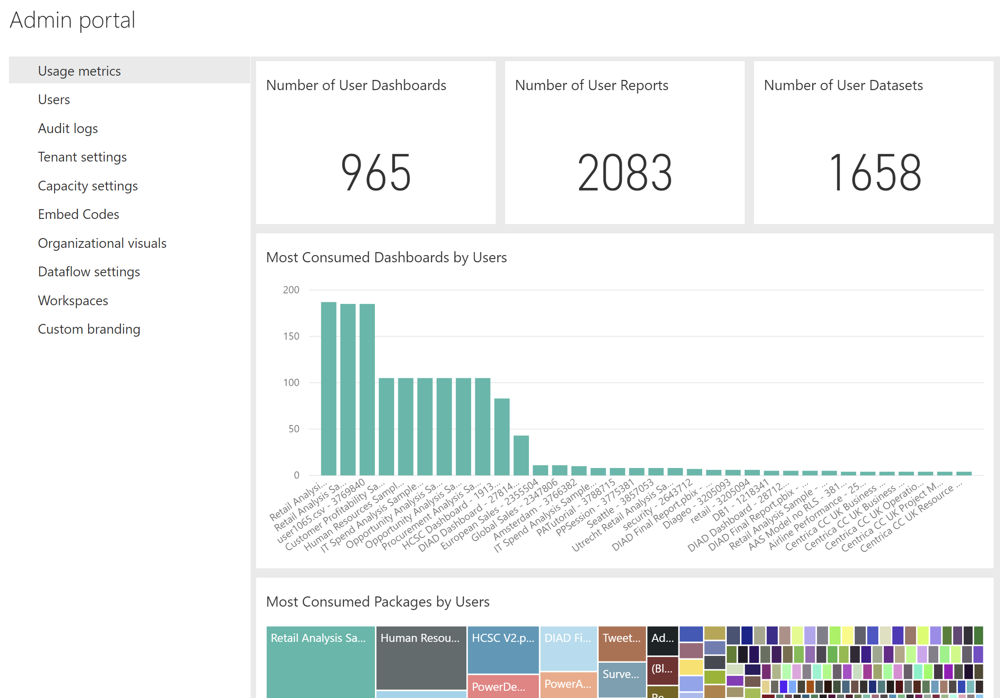 Admin portal
Usage metrics
Users
Audit logs
Tenant settings
Capacity settings
Embed Codes
Organizational visuals
Dataflow settings
Workspaces
Custom branding
Number of User Dashboards
965
Number of User Reports
2083
Number of User Datasets
1658
Most Consumed Dashboards by Users
200
150
100
50
0
Retail Analysi...
Retail Analysis Sa...
user1065.csv - 3769840
Customer Profitability Sa...
Human Resources Sampl...
IT Spend Analysis Sample...
Opportunity Analysis Sa...
Opportunity Analysis Sa...
Procurement Analysis Sa...
HCSC Dashboard - 1913...
DIAD Dashboard - 27814...
European Sales - 2355504
Global Sales - 2347806
Amsterdam - 3766382
IT Spend Analysis Sample...
PATutorial - 3788715
PPSession - 3775381
Seattle - 3857053
Utrecht Retail Analysis Sa...
security - 2643712
DIAD Final Report.pbix - ...
Diageo - 3205093
retail - 3205094
DB1 - 1218341
DIAD Dashboard - 28712...
DIAD Final Report.pbix - ...
Retail Analysis Sample - ...
AAS Model no RLS - 381...
Airline Performance - 25...
Centrica CC UK Business ...
Centrica CC UK Business ...
Centrica CC UK Operatio...
Centrica CC UK Project M...
Centrica CC UK Resource ...
Most Consumed Packages by Users
Retail Analysis Sa...
Human Resou...
HCSC V2.p...
DIAD Fi...
Tweet...
Ad...
(Bl...
Surve...
PowerA...
PowerDe...